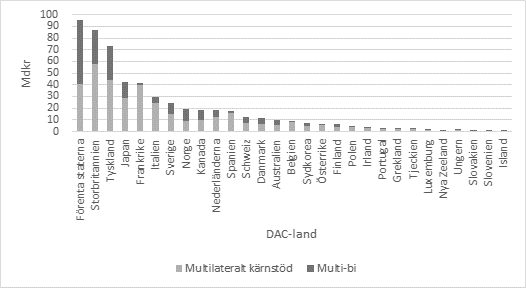 Mdkr
100
90
80
70
60
50
40
30
20
10
0
Förenta staterna
Storbritannien
Tyskland
Japan
Frankrike
Italien
Sverige
Norge
Kanada
Nederländerna
Spanien
Schweiz
Danmark
Australien
Belgien
Sydkorea
Österrike
Finland
Polen
Irland
Portugal
Grekland
Tjeckien
Luxemburg
Nya Zeeland
Ungern
Slovakien
Slovenien
Island
DAC-land
Multilateralt kärnstöd
Multi-bi